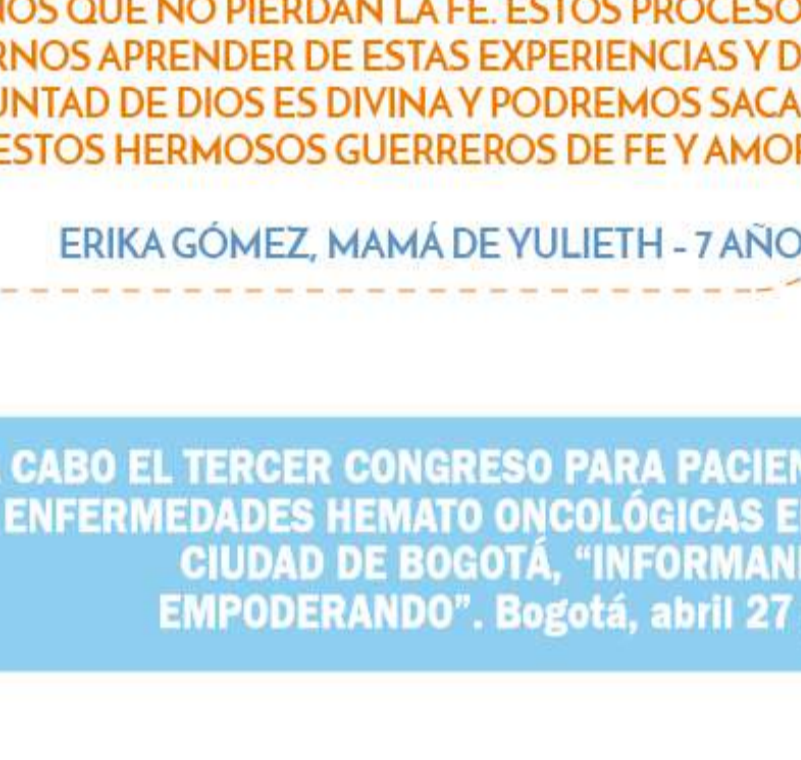 NOS QUE NO PIERDAN LA FE. ESTOS PROCESO
RNOS APRENDER DE ESTAS EXPERIENCIAS Y D
UNTAD DE DIOS ES DIVINA Y PODREMOS SACA
ESTOS HERMOSOS GUERREROS DE FE Y AMOR
ERIKA GÓMEZ, MAMÁ DE YULIETH - 7 AÑO
CABO EL TERCER CONGRESO PARA PACIEN
ENFERMEDADES HEMATO ONCOLÓGICAS E
CIUDAD DE BOGOTÁ, “INFORMAN
EMPODERANDO”. Bogotá, abril 27